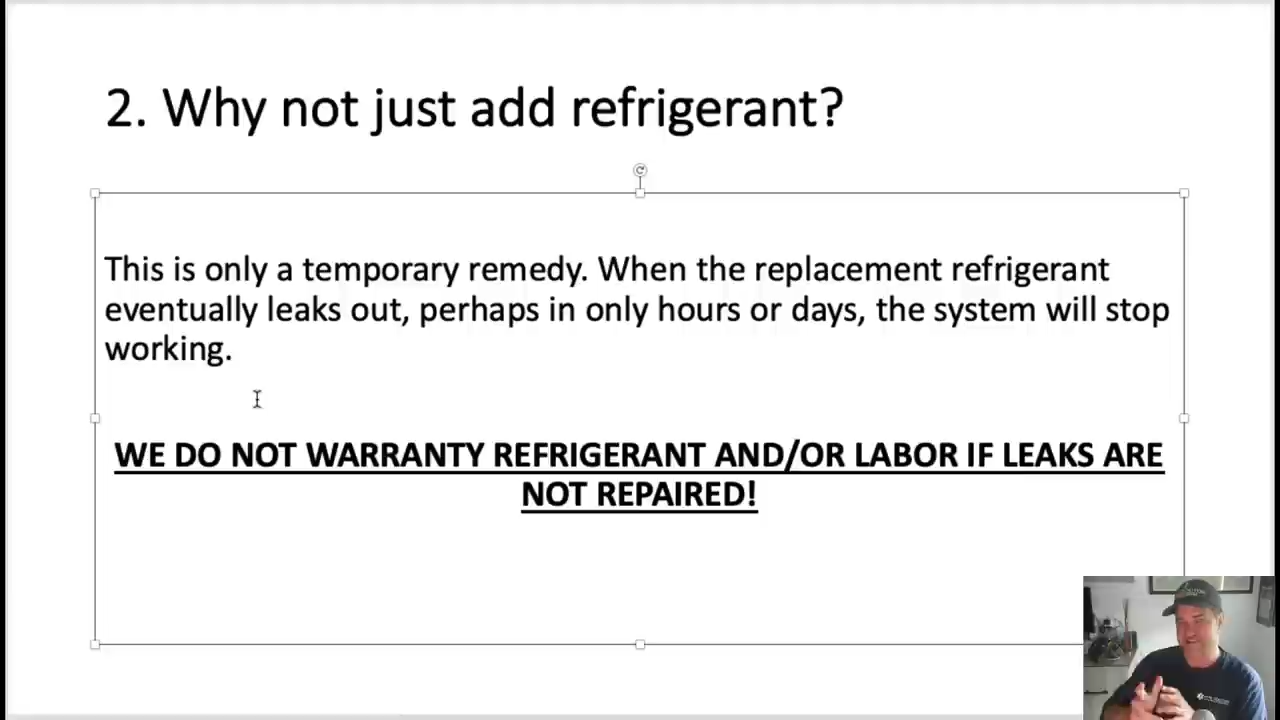 2. Why not just add refrigerant?
This is only a temporary remedy. When the replacement refrigerant
eventually leaks out, perhaps in only hours or days, the system will stop
working.
WE DO NOT WARRANTY REFRIGERANT AND/OR LABOR IF LEAKS ARE
NOT REPAIRED!